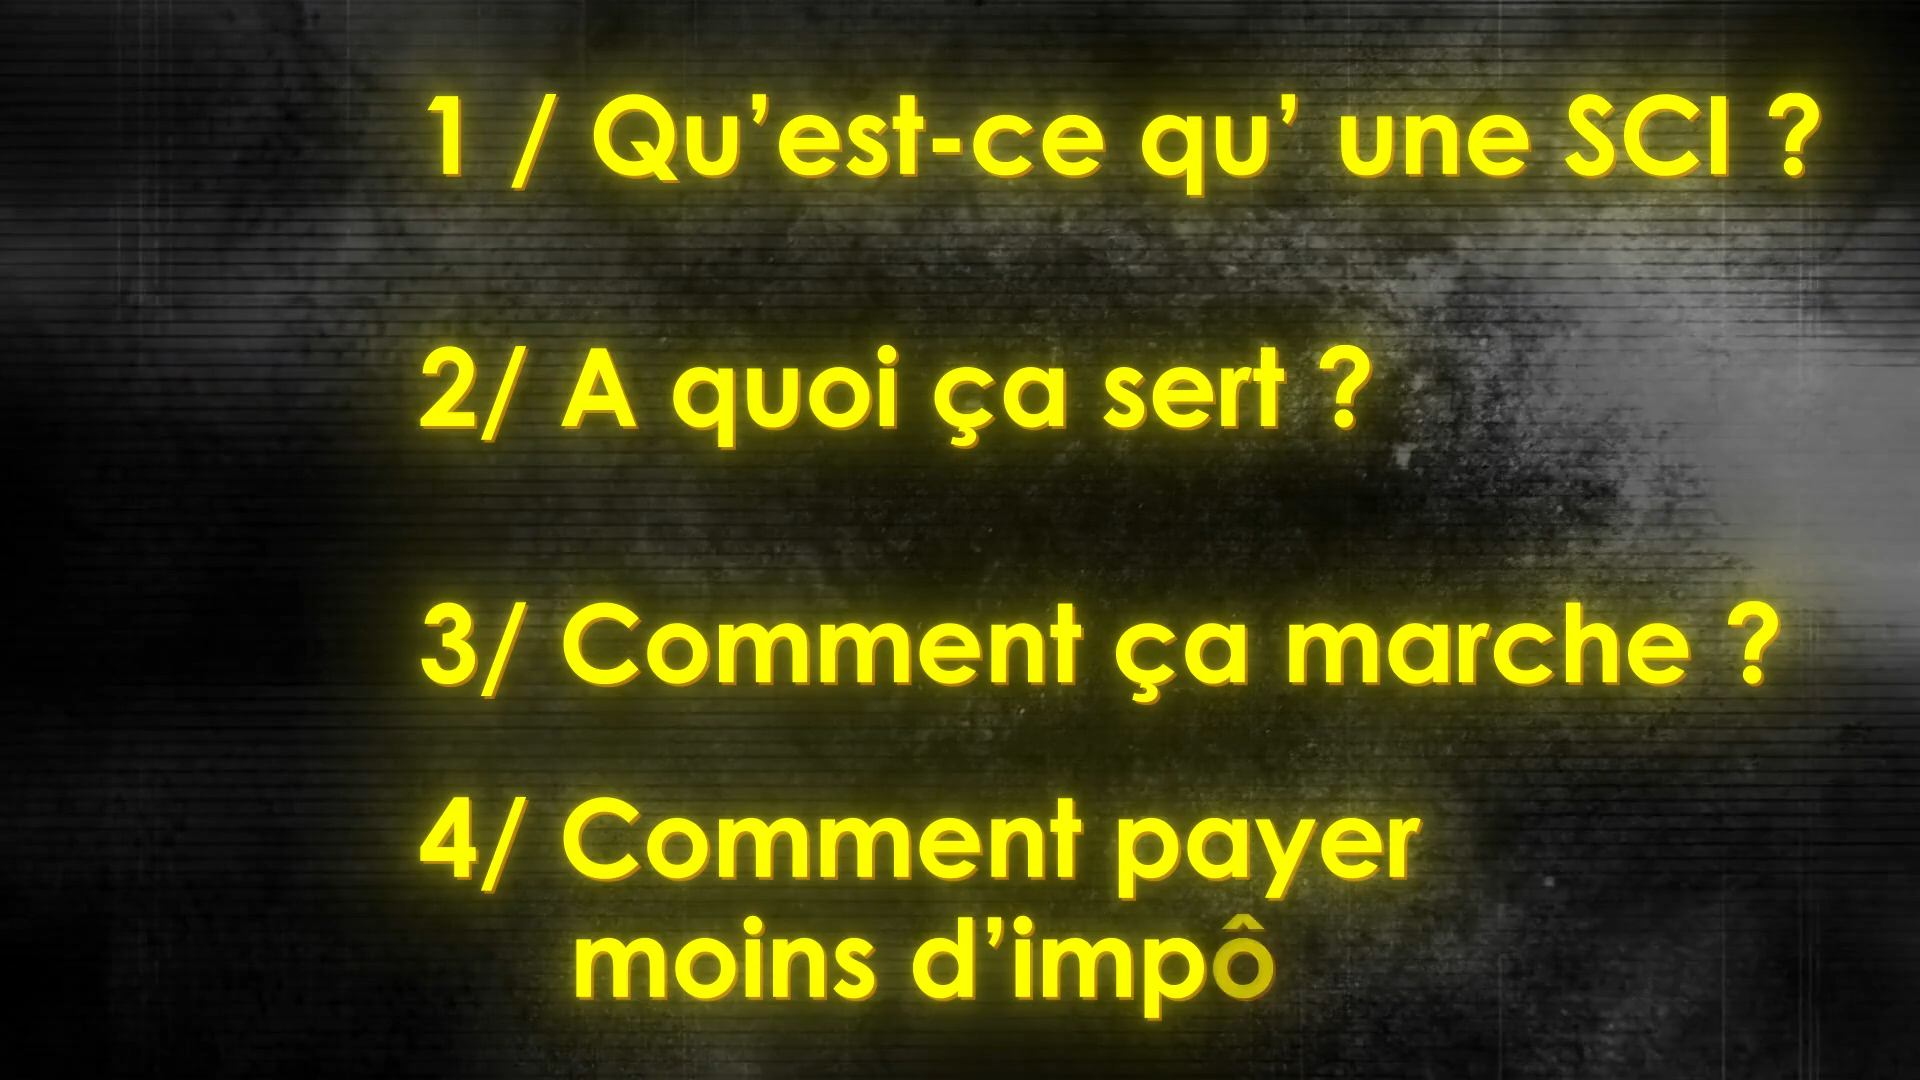 1 / Qu’est-ce qu’ une SCI ?
2/ A quoi ça sert ?
3/ Comment ça marche ?
4/ Comment payer
moins d’impô